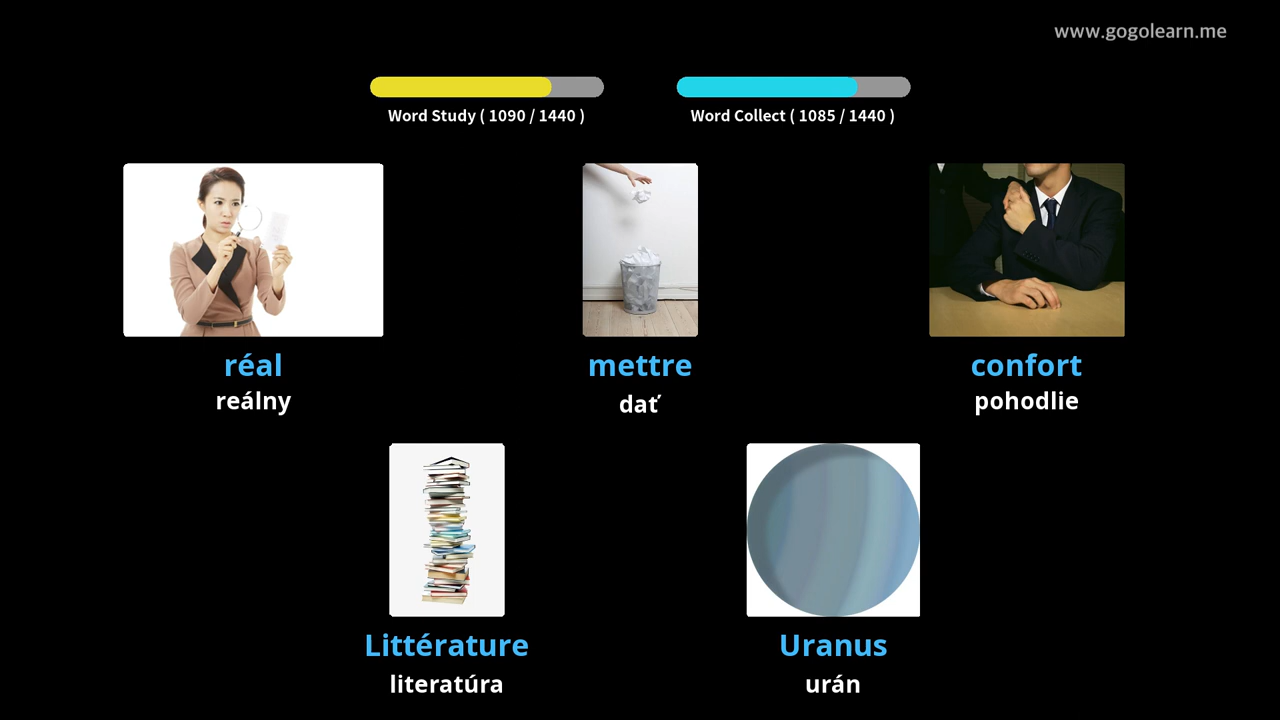 www.gogolearn.me
Word Study ( 1090 / 1440 )
Word Collect ( 1085 / 1440 )
réal
reálny
mettre
dať
confort
pohodlie
Littérature
literatúra
Uranus
urán